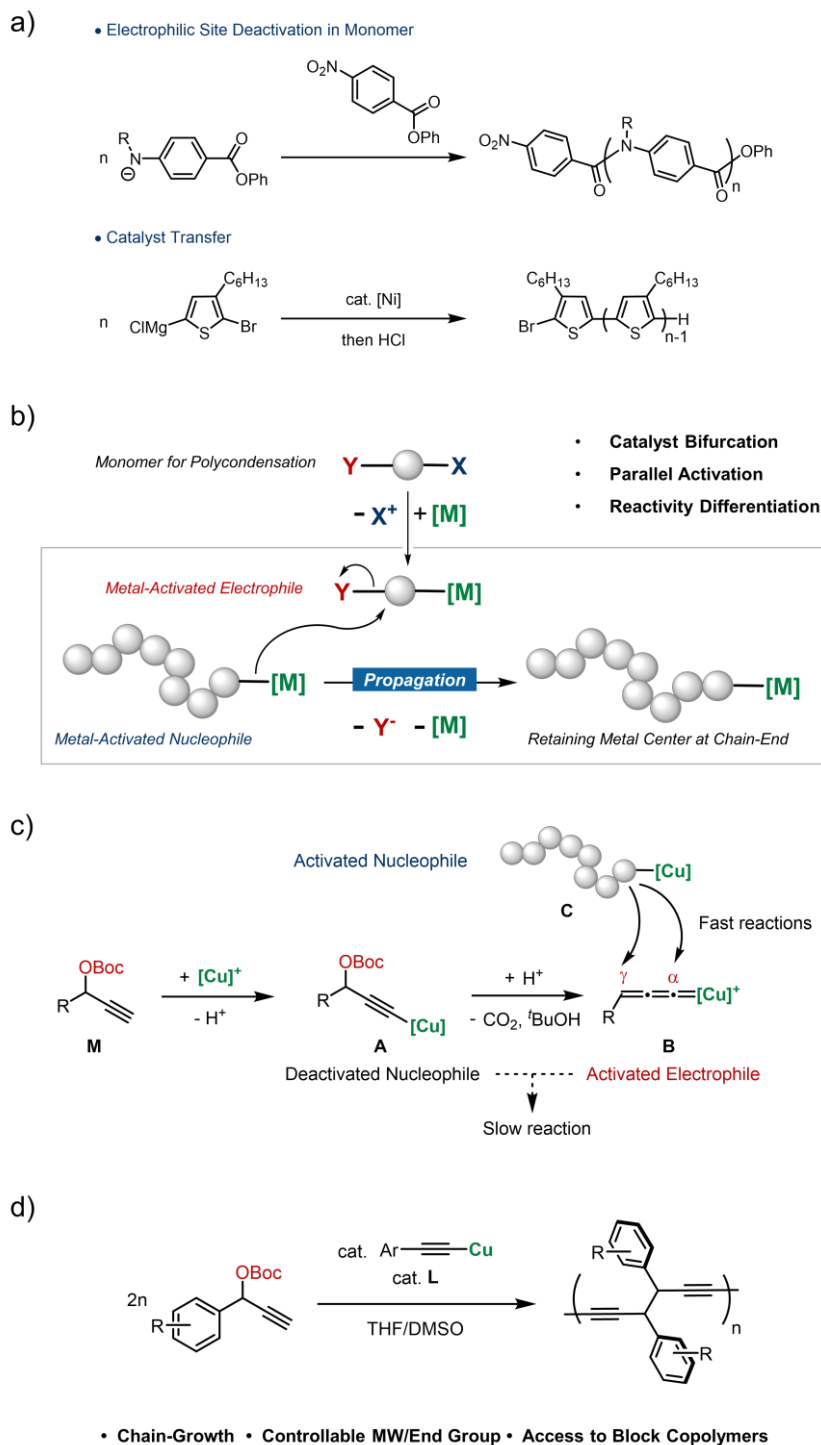 a)
• Electrophilic Site Deactivation in Monomer
O₂N
O
OPh
n
R
N
⊖
O
OPh
NO₂
O
R
N
O
OPh
n
• Catalyst Transfer
n
ClMg
S
Br
C₆H₁₃
cat. [Ni]
then HCl
C₆H₁₃
Br
S
C₆H₁₃
S
H
n-1
b)
Monomer for Polycondensation
Y
X
• Catalyst Bifurcation
• Parallel Activation
• Reactivity Differentiation
- X⁺ + [M]
Metal-Activated Electrophile
Y
[M]
[M]
Propagation
[M]
- Y⁻ - [M]
Metal-Activated Nucleophile
Retaining Metal Center at Chain-End
c)
Activated Nucleophile
[Cu]
C
Fast reactions
OBoc
R
M
+ [Cu]⁺
- H⁺
OBoc
R
[Cu]
A
+ H⁺
- CO₂, ᵗBuOH
γ
α
R
[Cu]⁺
B
Deactivated Nucleophile
Activated Electrophile
Slow reaction
d)
2n
R
OBoc
cat. Ar Cu
cat. L
THF/DMSO
R
R
n
• Chain-Growth • Controllable MW/End Group • Access to Block Copolymers